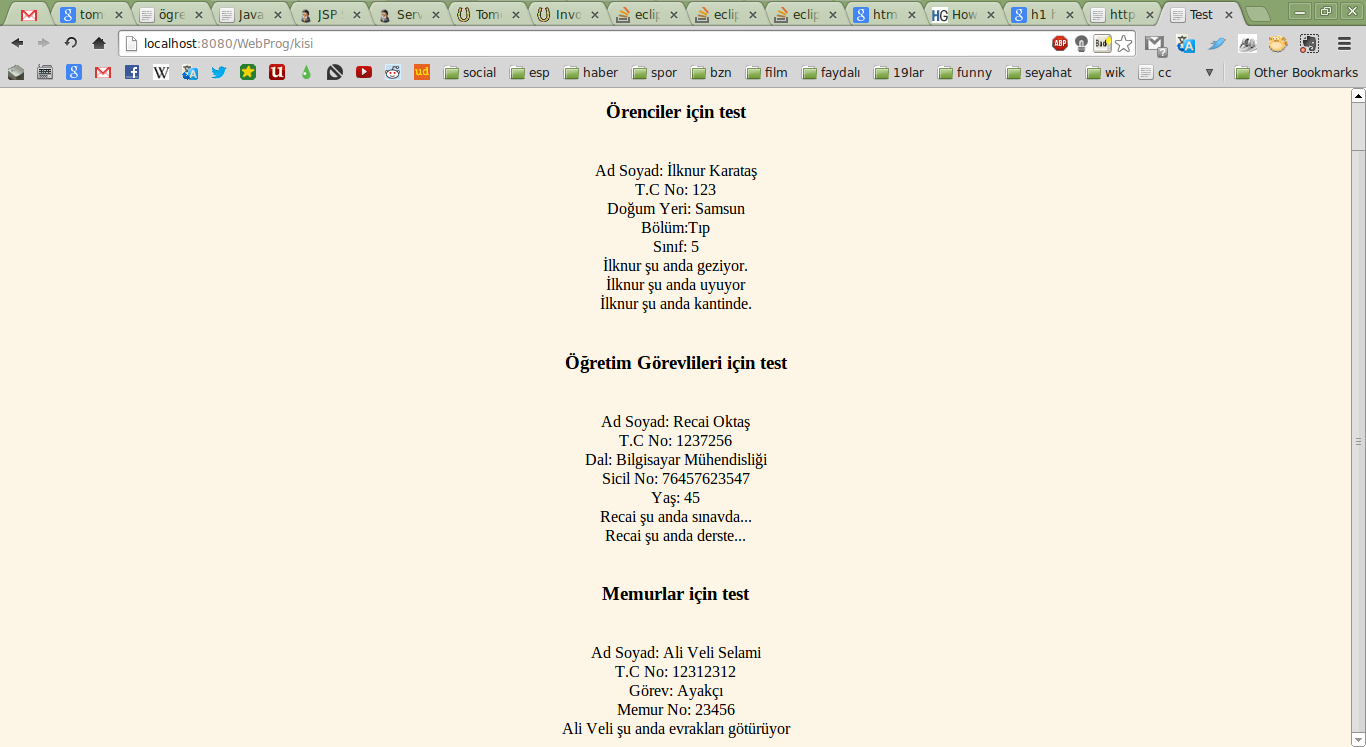 tom
ögre
Java
JSP
Serv
Tom
Invo
eclip
eclip
eclip
htm
HG How
h1 h
http
Test
localhost:8080/WebProg/kisi
ABP
Bad
W
u
ud
social
esp
haber
spor
bzn
film
faydalı
19lar
funny
seyahat
wik
cc
Other Bookmarks
Örenciler için test
Ad Soyad: İlknur Karataş
T.C No: 123
Doğum Yeri: Samsun
Bölüm:Tıp
Sınıf: 5
İlknur şu anda geziyor.
İlknur şu anda uyuyor
İlknur şu anda kantinde.
Öğretim Görevlileri için test
Ad Soyad: Recai Oktaş
T.C No: 1237256
Dal: Bilgisayar Mühendisliği
Sicil No: 76457623547
Yaş: 45
Recai şu anda sınavda...
Recai şu anda derste...
Memurlar için test
Ad Soyad: Ali Veli Selami
T.C No: 12312312
Görev: Ayakçı
Memur No: 23456
Ali Veli şu anda evrakları götürüyor